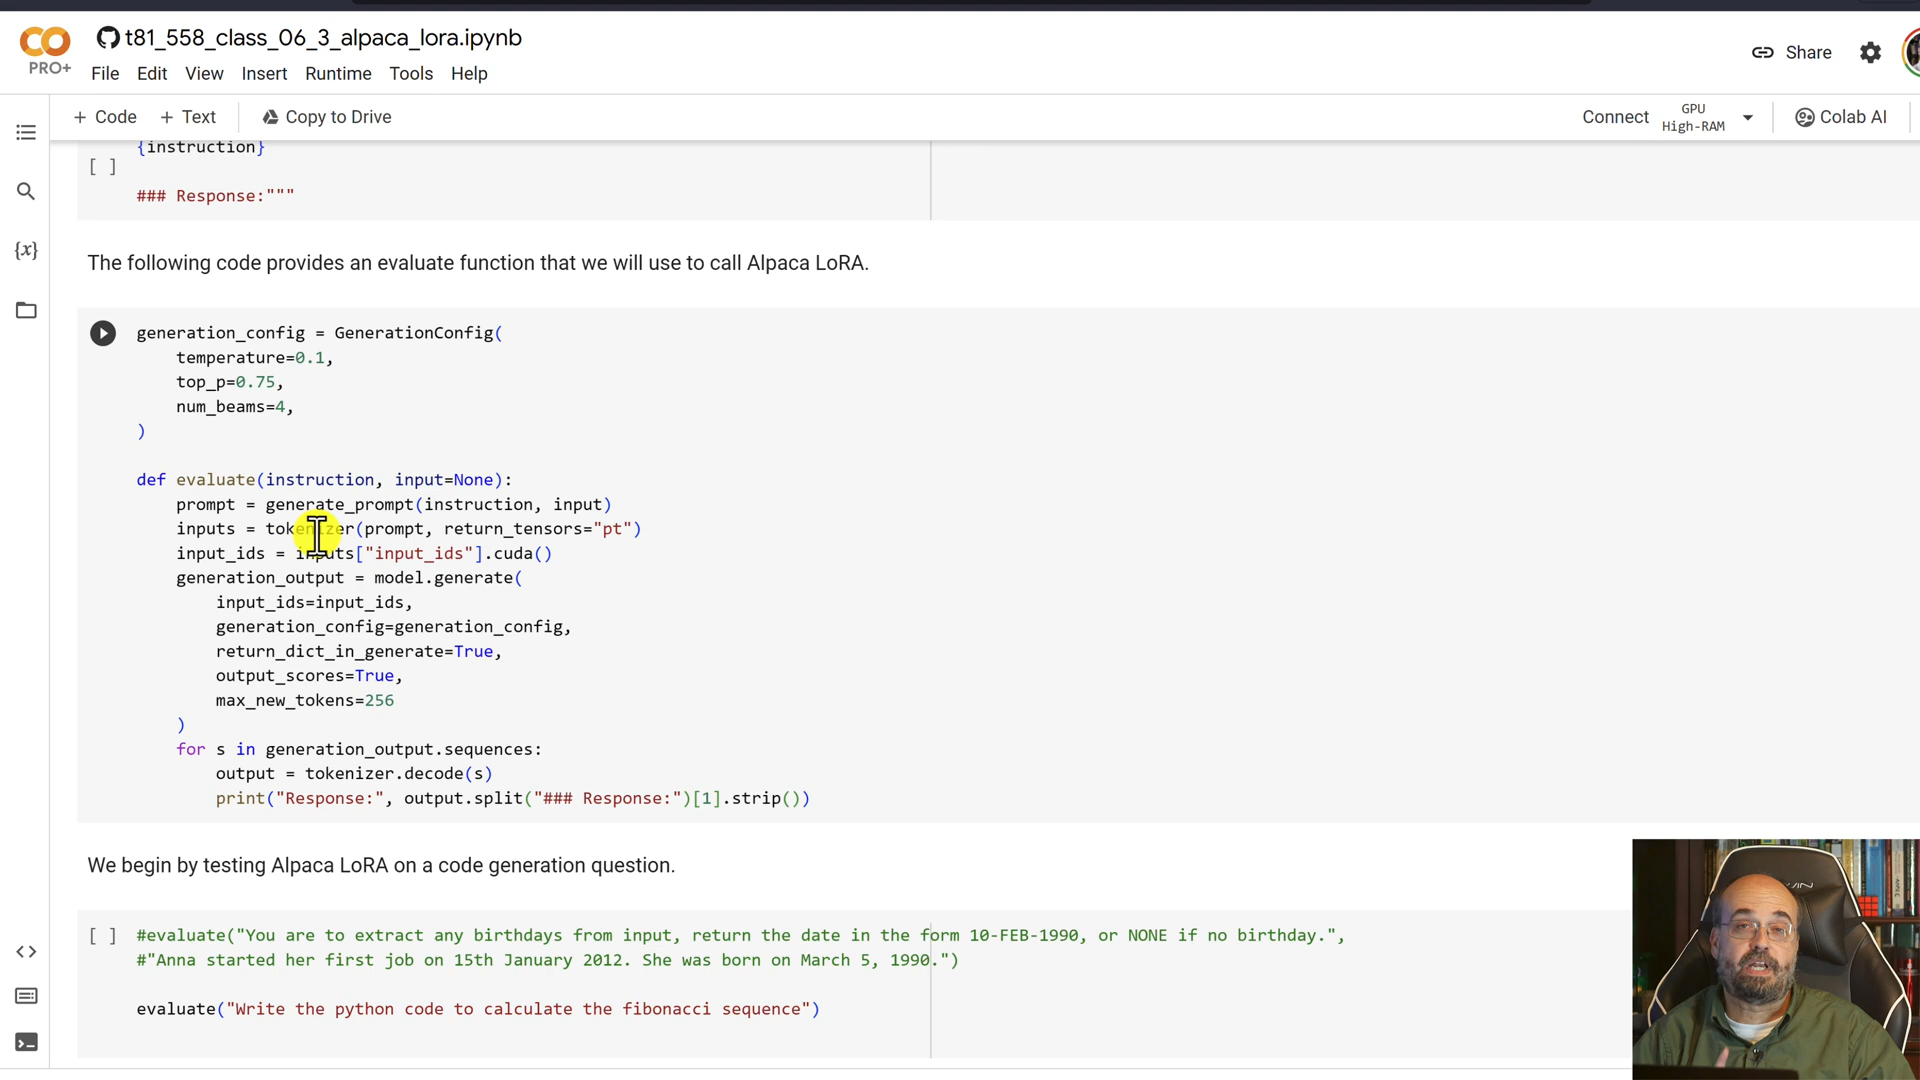 t81_558_class_06_3_alpaca_lora.ipynb
PRO+
File Edit View Insert Runtime Tools Help
Share
+ Code + Text Copy to Drive
Connect GPU High-RAM Colab AI
{instruction}
[ ]
### Response:"""
{x}
The following code provides an evaluate function that we will use to call Alpaca LoRA.
generation_config = GenerationConfig(
    temperature=0.1,
    top_p=0.75,
    num_beams=4,
)
def evaluate(instruction, input=None):
    prompt = generate_prompt(instruction, input)
    inputs = tokenizer(prompt, return_tensors="pt")
    input_ids = inputs["input_ids"].cuda()
    generation_output = model.generate(
        input_ids=input_ids,
        generation_config=generation_config,
        return_dict_in_generate=True,
        output_scores=True,
        max_new_tokens=256
    )
    for s in generation_output.sequences:
        output = tokenizer.decode(s)
        print("Response:", output.split("### Response:")[1].strip())
We begin by testing Alpaca LoRA on a code generation question.
[ ] #evaluate("You are to extract any birthdays from input, return the date in the form 10-FEB-1990, or NONE if no birthday.",
#"Anna started her first job on 15th January 2012. She was born on March 5, 1990.")
evaluate("Write the python code to calculate the fibonacci sequence")